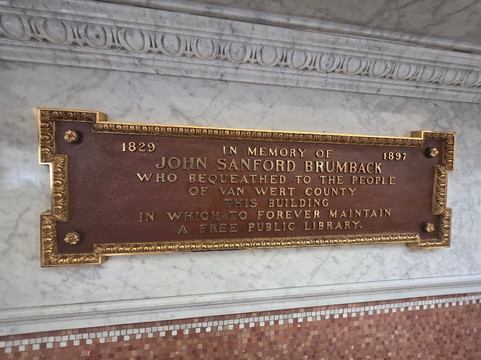 1829 IN MEMORY OF 1897
JOHN SANFORD BRUMBACK
WHO BEQUEATHED TO THE PEOPLE
OF VAN WERT COUNTY
THIS BUILDING
IN WHICH TO FOREVER MAINTAIN
A FREE PUBLIC LIBRARY.